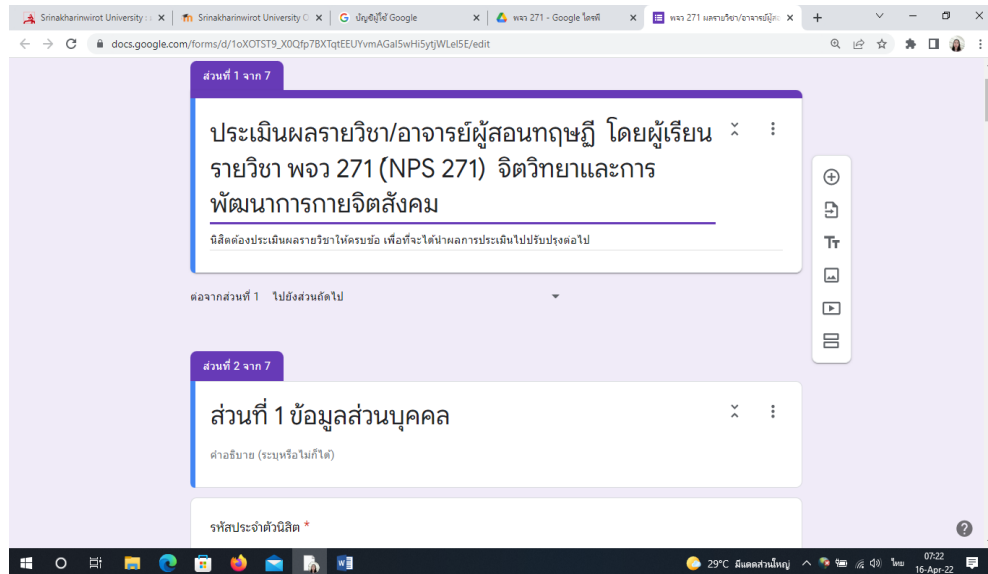 Srinakharinwirot University : :
Srinakharinwirot University C
บัญชีผู้ใช้ Google
พจว 271 - Google ไดรฟ์
พจว 271 ผลรายวิชา/อาจารย์ผู้ส
docs.google.com/forms/d/1oXOTST9_X0Qfp7BXTqtEEUYvmAGaI5wHi5ytjWLeI5E/edit
ส่วนที่ 1 จาก 7
ประเมินผลรายวิชา/อาจารย์ผู้สอนทฤษฏี โดยผู้เรียน
รายวิชา พจว 271 (NPS 271) จิตวิทยาและการ
พัฒนาการกายจิตสังคม
นิสิตต้องประเมินผลรายวิชาให้ครบข้อ เพื่อที่จะได้นำผลการประเมินไปปรับปรุงต่อไป
ต่อจากส่วนที่ 1 ไปยังส่วนถัดไป
ส่วนที่ 2 จาก 7
ส่วนที่ 1 ข้อมูลส่วนบุคคล
คำอธิบาย (ระบุหรือไม่ก็ได้)
รหัสประจำตัวนิสิต *
29°C มีแดดส่วนใหญ่
ไทย
07:22
16-Apr-22